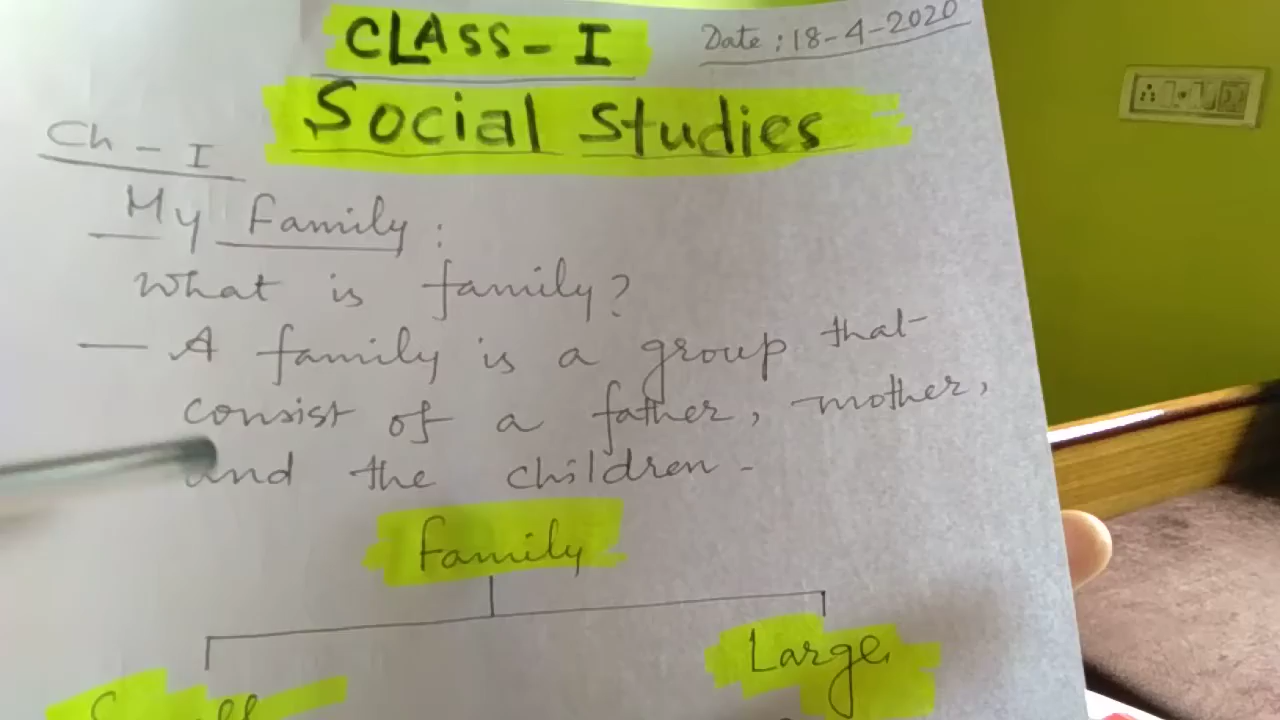 CLASS-I
Date: 18-4-2020
Social Studies
Ch - I
My Family:
What is family?
— A family is a group that
consist of a father, mother,
and the children.
Family
Large